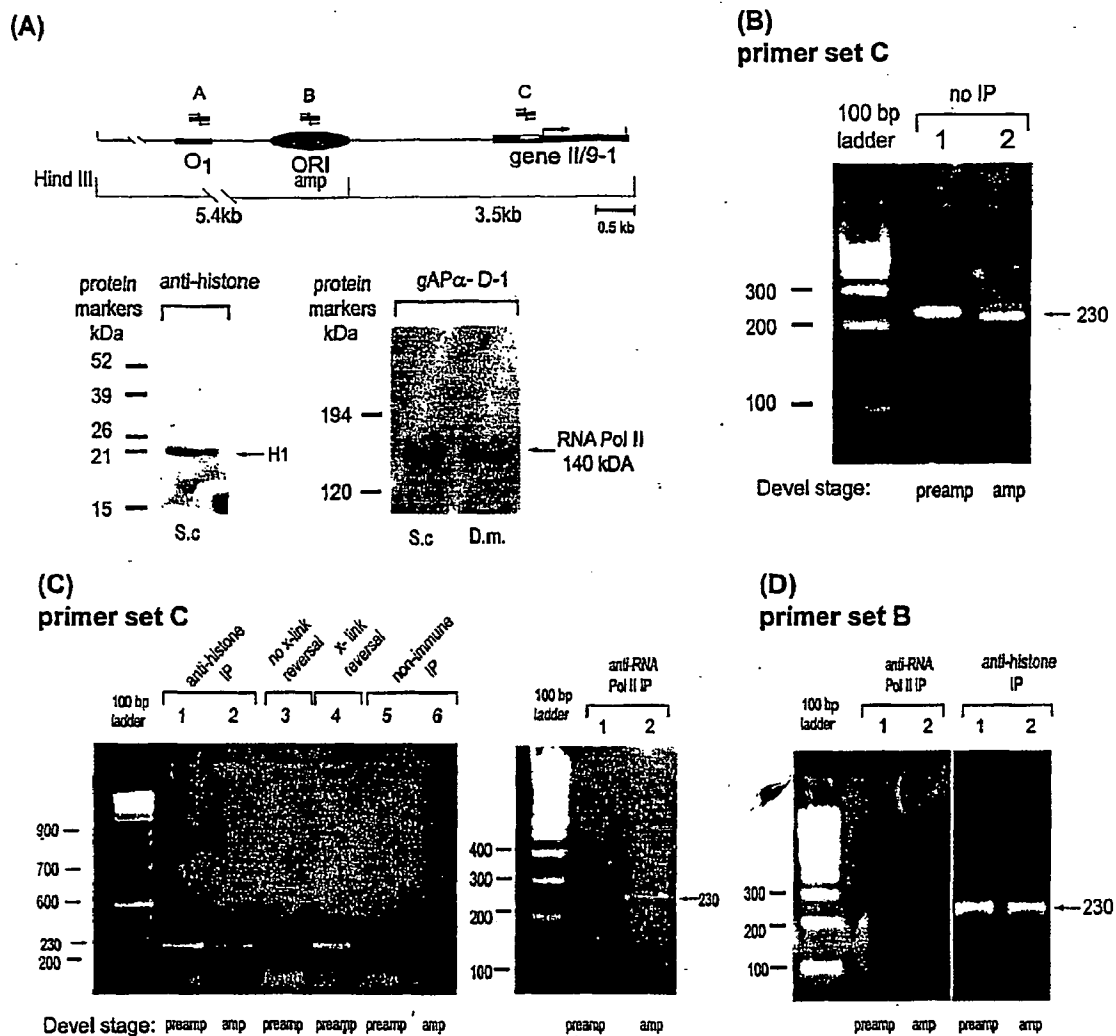 (A)
A
B
C
O1
ORI
amp
gene II/9-1
Hind III
5.4kb
3.5kb
0.5 kb
protein
markers
kDa
anti-histone
52
39
26
21
15
H1
S.c
protein
markers
kDa
gAPα- D-1
194
120
RNA Pol II
140 kDA
S.c
D.m.
(B)
primer set C
no IP
100 bp
ladder
1
2
300
200
100
230
Devel stage:
preamp
amp
(C)
primer set C
anti-histone
IP
no x-link
reversal
x- link
reversal
non-immune
IP
100 bp
ladder
1
2
3
4
5
6
900
700
600
230
200
Devel stage:
preamp
amp
preamp
preamp
preamp
amp
anti-RNA
Pol II IP
100 bp
ladder
1
2
400
300
200
100
230
preamp
amp
(D)
primer set B
anti-RNA
Pol II IP
anti-histone
IP
100 bp
ladder
1
2
1
2
300
200
100
230
preamp
amp
preamp
amp